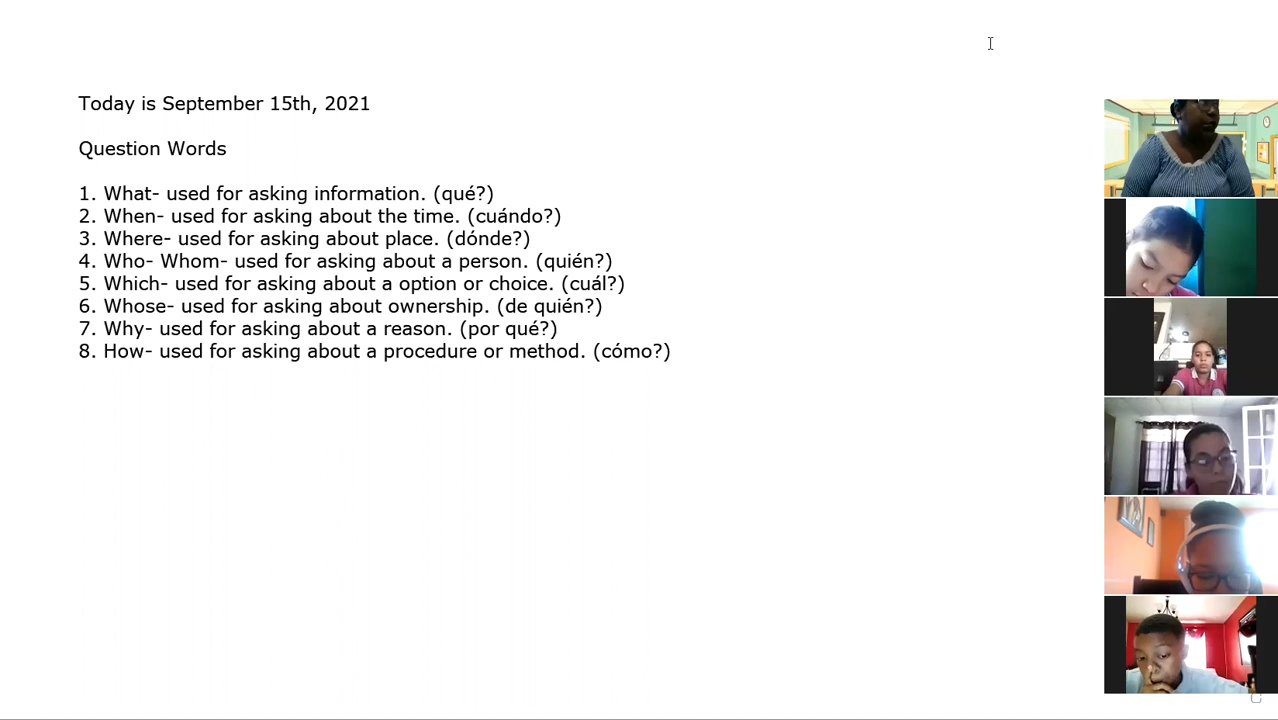 Today is September 15th, 2021
Question Words
1. What- used for asking information. (qué?)
2. When- used for asking about the time. (cuándo?)
3. Where- used for asking about place. (dónde?)
4. Who- Whom- used for asking about a person. (quién?)
5. Which- used for asking about a option or choice. (cuál?)
6. Whose- used for asking about ownership. (de quién?)
7. Why- used for asking about a reason. (por qué?)
8. How- used for asking about a procedure or method. (cómo?)